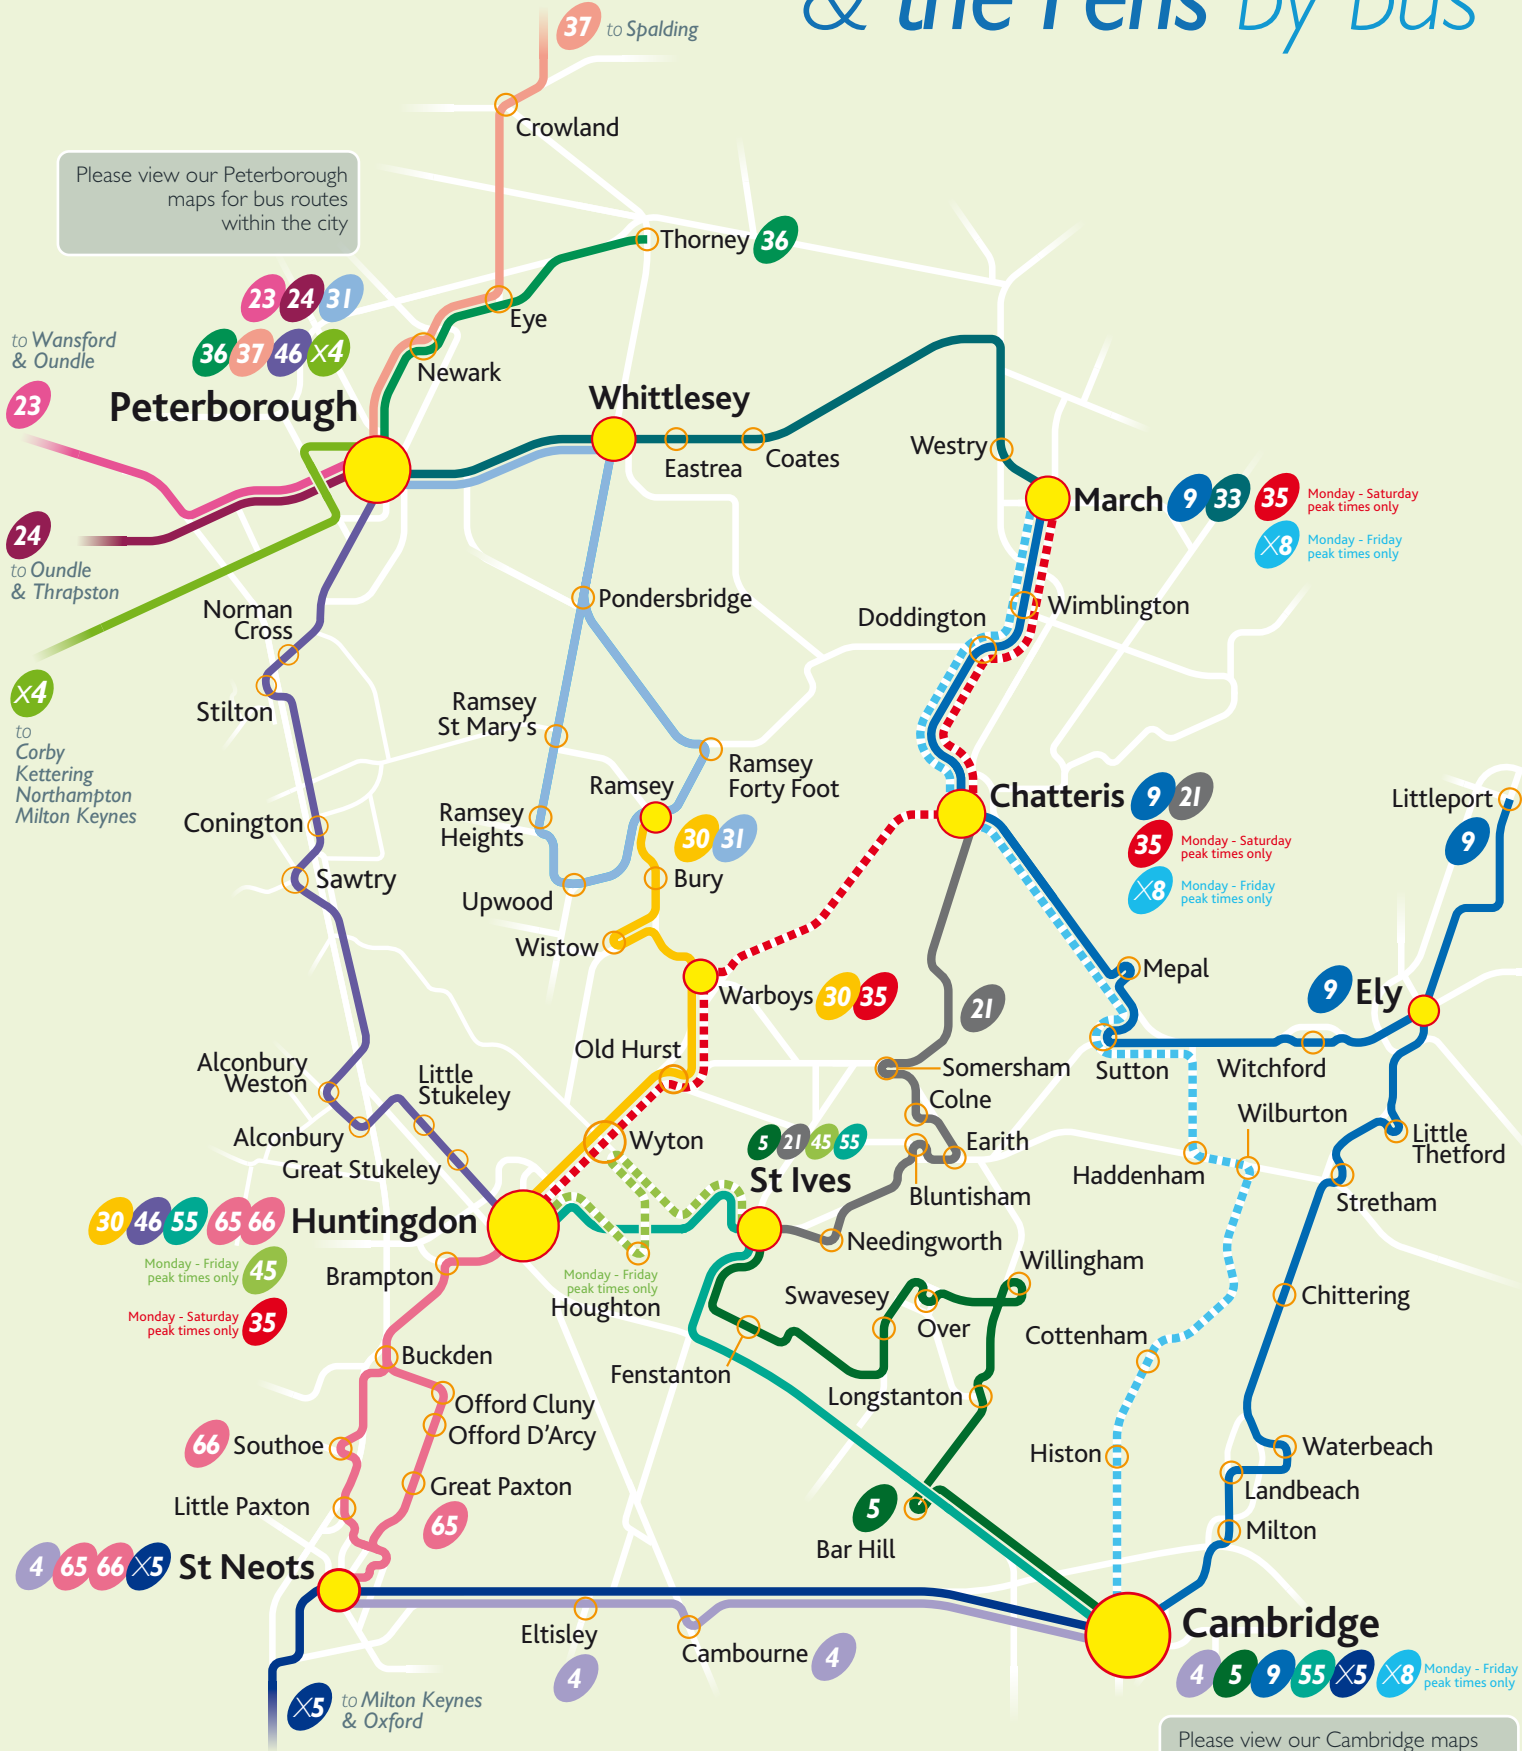 & the Fens by bus
37 to Spalding
Crowland
Please view our Peterborough
maps for bus routes
within the city
Thorney 36
23 24 31
Eye
to Wansford
& Oundle
36 37 46 X4
Newark
23
Peterborough
Whittlesey
Eastrea
Coates
Westry
March 9 33 35 Monday - Saturday
peak times only
X8 Monday - Friday
peak times only
24
to Oundle
& Thrapston
Norman
Cross
Pondersbridge
Doddington
Wimblington
X4
to
Corby
Kettering
Northampton
Milton Keynes
Stilton
Ramsey
St Mary's
Ramsey
Forty Foot
Ramsey
Ramsey
Heights
30 31
Chatteris 9 21
35 Monday - Saturday
peak times only
X8 Monday - Friday
peak times only
Littleport
9
Conington
Sawtry
Bury
Upwood
Wistow
Mepal
Warboys 30 35
21
9 Ely
Old Hurst
Alconbury
Weston
Little
Stukeley
Somersham
Sutton
Witchford
Colne
Wilburton
Alconbury
Wyton
5 21 45 55
St Ives
Earith
Little
Thetford
Great Stukeley
Haddenham
Bluntisham
Stretham
30 46 55 65 66 Huntingdon
Needingworth
Monday - Friday
peak times only 45
Brampton
Monday - Friday
peak times only
Houghton
Willingham
Swavesey
Chittering
Monday - Saturday
peak times only 35
Over
Cottenham
Buckden
Fenstanton
Longstanton
Offord Cluny
Offord D'Arcy
66 Southoe
Histon
Waterbeach
Great Paxton
Landbeach
Little Paxton
65
5
Milton
Bar Hill
4 65 66 X5 St Neots
Eltisley
4
Cambourne 4
Cambridge
4 5 9 55 X5 X8 Monday - Friday
peak times only
X5 to Milton Keynes
& Oxford
Please view our Cambridge maps